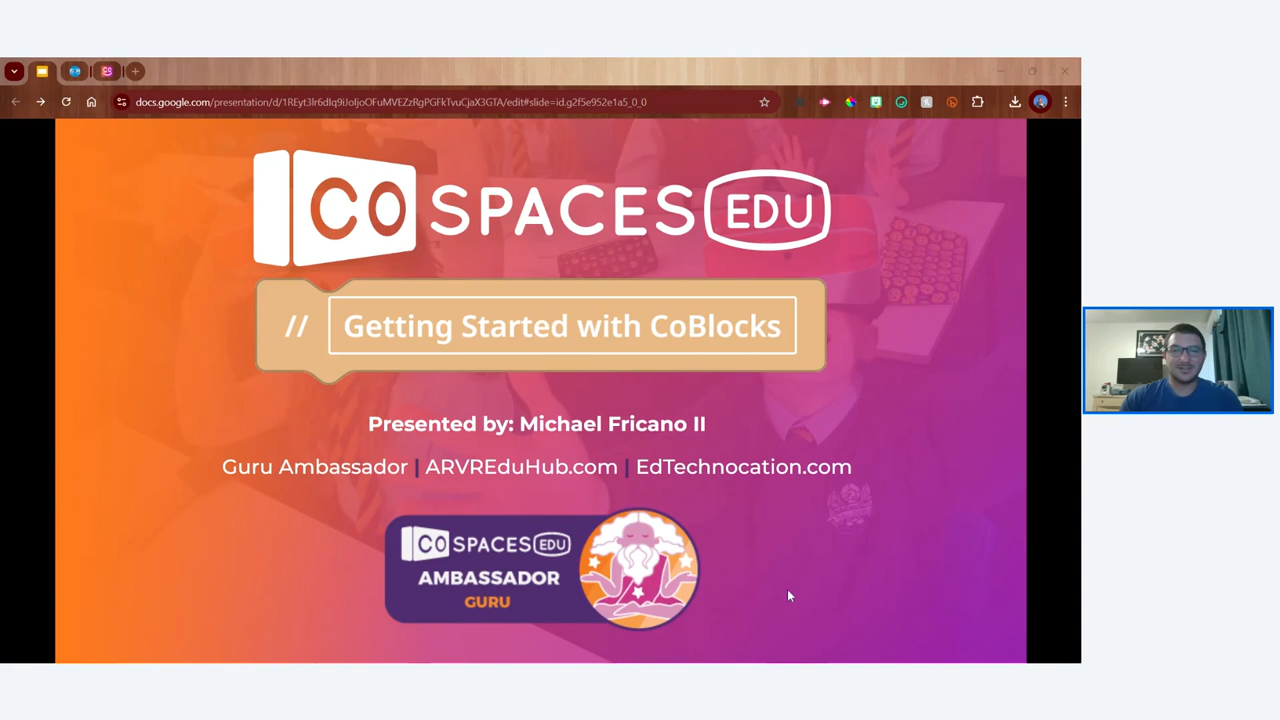 docs.google.com/presentation/d/1REyt3lr6dlq9iJoIjoOFuMVEZzRgPGFkTvuCjaX3GTA/edit#slide=id.g2f5e952e1a5_0_0
CO SPACES EDU
// Getting Started with CoBlocks
Presented by: Michael Fricano II
Guru Ambassador | ARVREduHub.com | EdTechnocation.com
CO SPACES EDU
AMBASSADOR
GURU